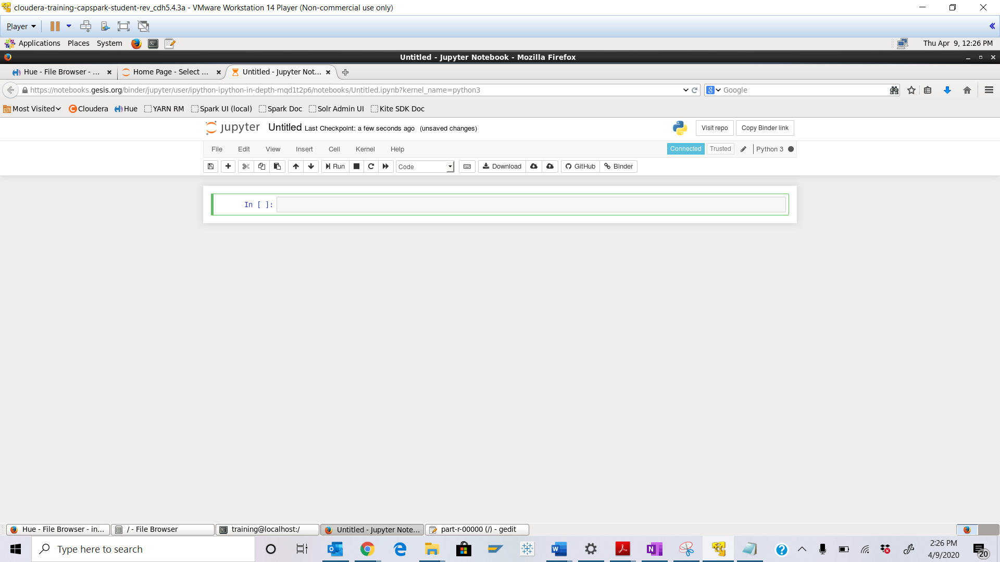 cloudera-training-capspark-student-rev_cdh5.4.3a - VMware Workstation 14 Player (Non-commercial use only)
Player
Applications Places System Thu Apr 9, 12:26 PM
Untitled - Jupyter Notebook - Mozilla Firefox
Hue - File Browser - ... Home Page - Select ... Untitled - Jupyter Not...
https://notebooks.gesis.org/binder/jupyter/user/ipython-ipython-in-depth-mqd1t2p6/notebooks/Untitled.ipynb?kernel_name=python3 Google
Most Visited Cloudera Hue YARN RM Spark UI (local) Spark Doc Solr Admin UI Kite SDK Doc
jupyter Untitled Last Checkpoint: a few seconds ago (unsaved changes) Visit repo Copy Binder link
File Edit View Insert Cell Kernel Help Connected Trusted Python 3
Run Code Download GitHub Binder
In [ ]:
Hue - File Browser - in... / - File Browser training@localhost:/ Untitled - Jupyter Note... part-r-00000 (/) - gedit
Type here to search 2:26 PM
4/9/2020 20